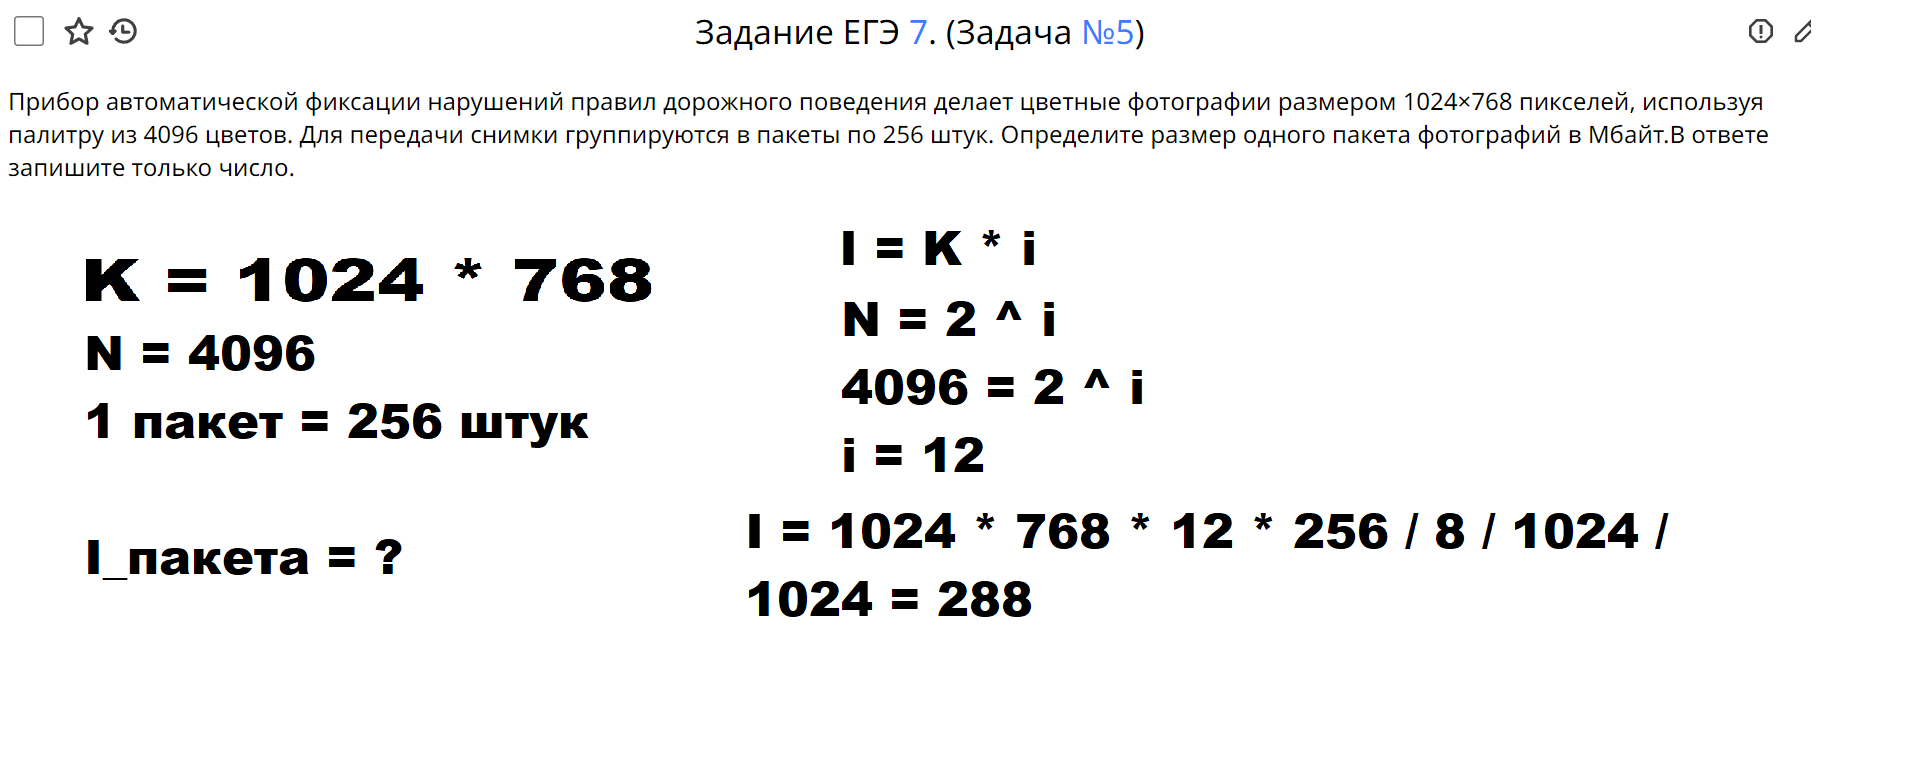 Задание ЕГЭ 7. (Задача №5)
Прибор автоматической фиксации нарушений правил дорожного поведения делает цветные фотографии размером 1024×768 пикселей, используя
палитру из 4096 цветов. Для передачи снимки группируются в пакеты по 256 штук. Определите размер одного пакета фотографий в Мбайт.В ответе
запишите только число.
K = 1024 * 768
N = 4096
1 пакет = 256 штук
I_пакета = ?
I = K * i
N = 2 ^ i
4096 = 2 ^ i
i = 12
I = 1024 * 768 * 12 * 256 / 8 / 1024 /
1024 = 288